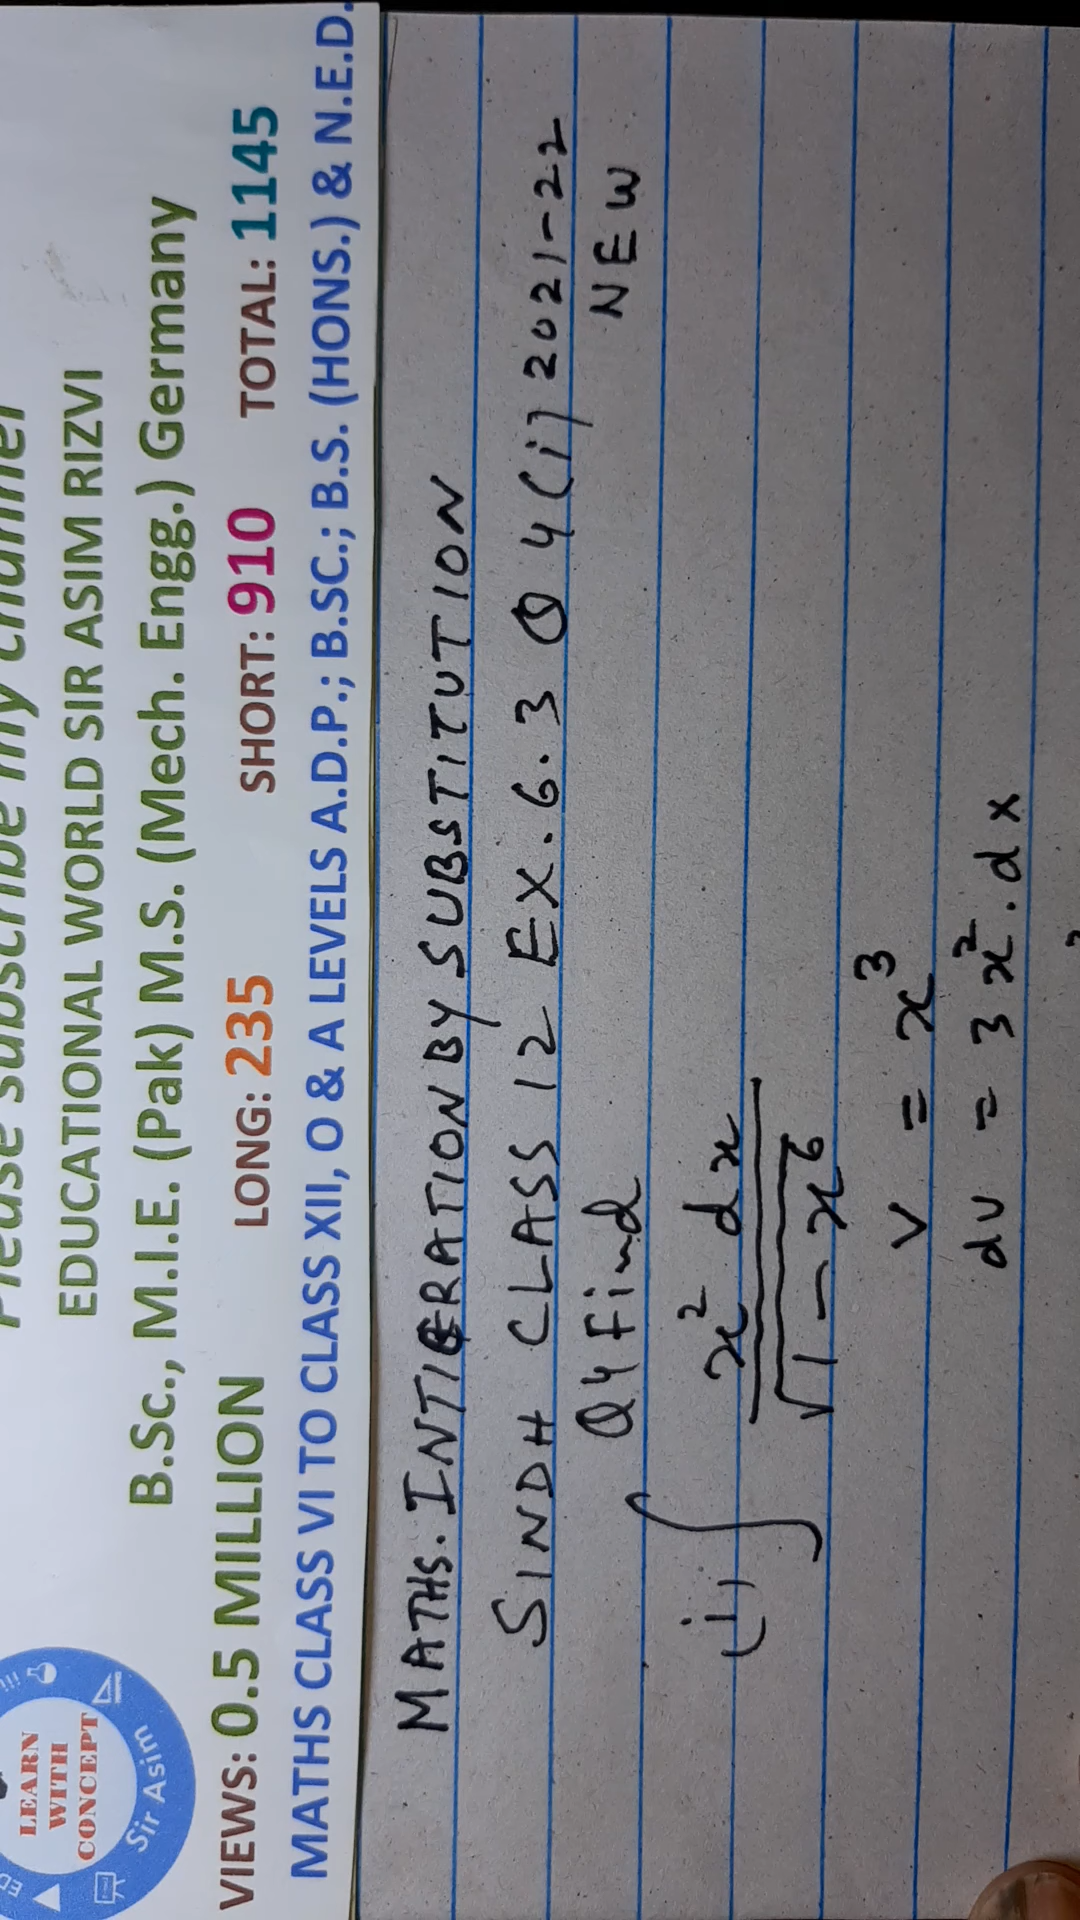 Please subscribe my channel
EDUCATIONAL WORLD SIR ASIM RIZVI
B.Sc., M.I.E. (Pak) M.S. (Mech. Engg.) Germany
VIEWS: 0.5 MILLION LONG: 235 SHORT: 910 TOTAL: 1145
MATHS CLASS VI TO CLASS XII, O & A LEVELS A.D.P.; B.SC.; B.S. (HONS.) & N.E.D.
LEARN
WITH
CONCEPT
Sir Asim
MATHS. INTIGRATION BY SUBSTITUTION
SINDH CLASS 12 EX. 6.3 Q 4(i) 2021-22
Q4 Find NEW
(i) ∫ x² dx / √1 - x⁶
v = x³
dv = 3x². dx